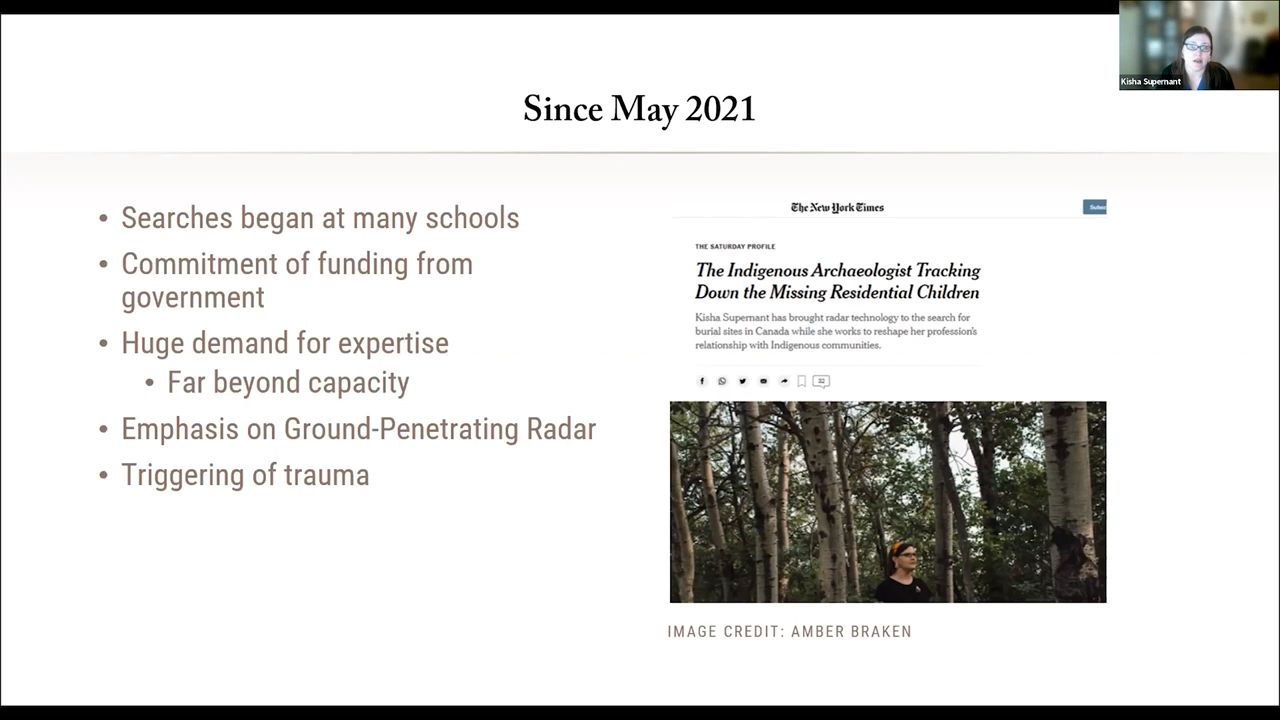 Kisha Supernant
Since May 2021
• Searches began at many schools
• Commitment of funding from
government
• Huge demand for expertise
• Far beyond capacity
• Emphasis on Ground-Penetrating Radar
• Triggering of trauma
The New York Times
THE SATURDAY PROFILE
The Indigenous Archaeologist Tracking
Down the Missing Residential Children
Kisha Supernant has brought radar technology to the search for
burial sites in Canada while she works to reshape her profession's
relationship with Indigenous communities.
32
IMAGE CREDIT: AMBER BRAKEN